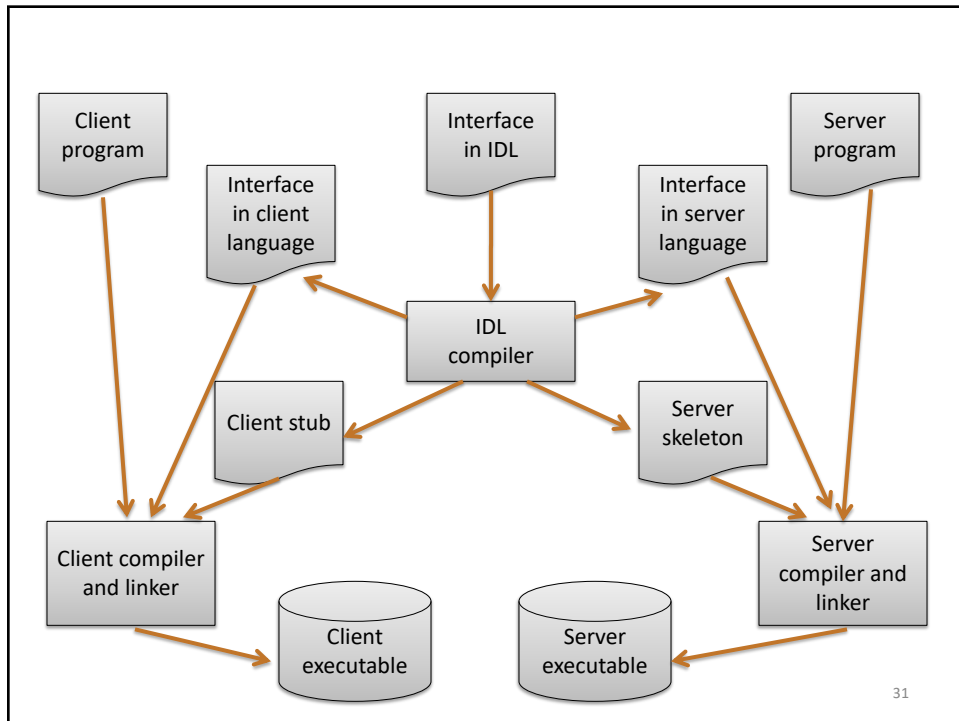 Client
program
Interface
in IDL
Server
program
Interface
in client
language
Interface
in server
language
IDL
compiler
Client stub
Server
skeleton
Client compiler
and linker
Server
compiler and
linker
Client
executable
Server
executable
31